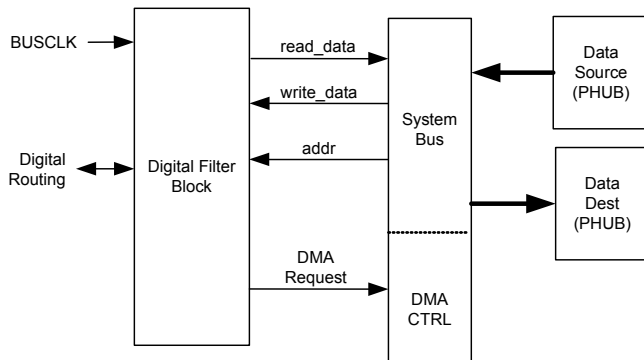 BUSCLK
Digital
Routing
Digital Filter
Block
read_data
write_data
addr
DMA
Request
System
Bus
DMA
CTRL
Data
Source
(PHUB)
Data
Dest
(PHUB)